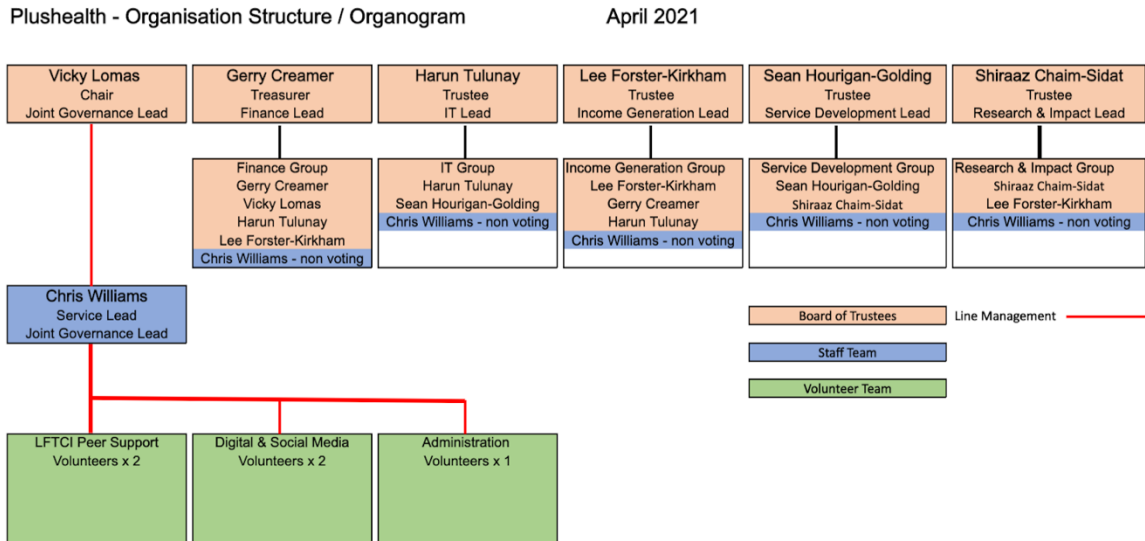 Plushealth - Organisation Structure / Organogram April 2021
Vicky Lomas
Chair
Joint Governance Lead
Gerry Creamer
Treasurer
Finance Lead
Harun Tulunay
Trustee
IT Lead
Lee Forster-Kirkham
Trustee
Income Generation Lead
Sean Hourigan-Golding
Trustee
Service Development Lead
Shiraaz Chaim-Sidat
Trustee
Research & Impact Lead
Finance Group
Gerry Creamer
Vicky Lomas
Harun Tulunay
Lee Forster-Kirkham
Chris Williams - non voting
IT Group
Harun Tulunay
Sean Hourigan-Golding
Chris Williams - non voting
Income Generation Group
Lee Forster-Kirkham
Gerry Creamer
Harun Tulunay
Chris Williams - non voting
Service Development Group
Sean Hourigan-Golding
Shiraaz Chaim-Sidat
Chris Williams - non voting
Research & Impact Group
Shiraaz Chaim-Sidat
Lee Forster-Kirkham
Chris Williams - non voting
Chris Williams
Service Lead
Joint Governance Lead
Board of Trustees
Line Management
Staff Team
Volunteer Team
LFTCI Peer Support
Volunteers x 2
Digital & Social Media
Volunteers x 2
Administration
Volunteers x 1